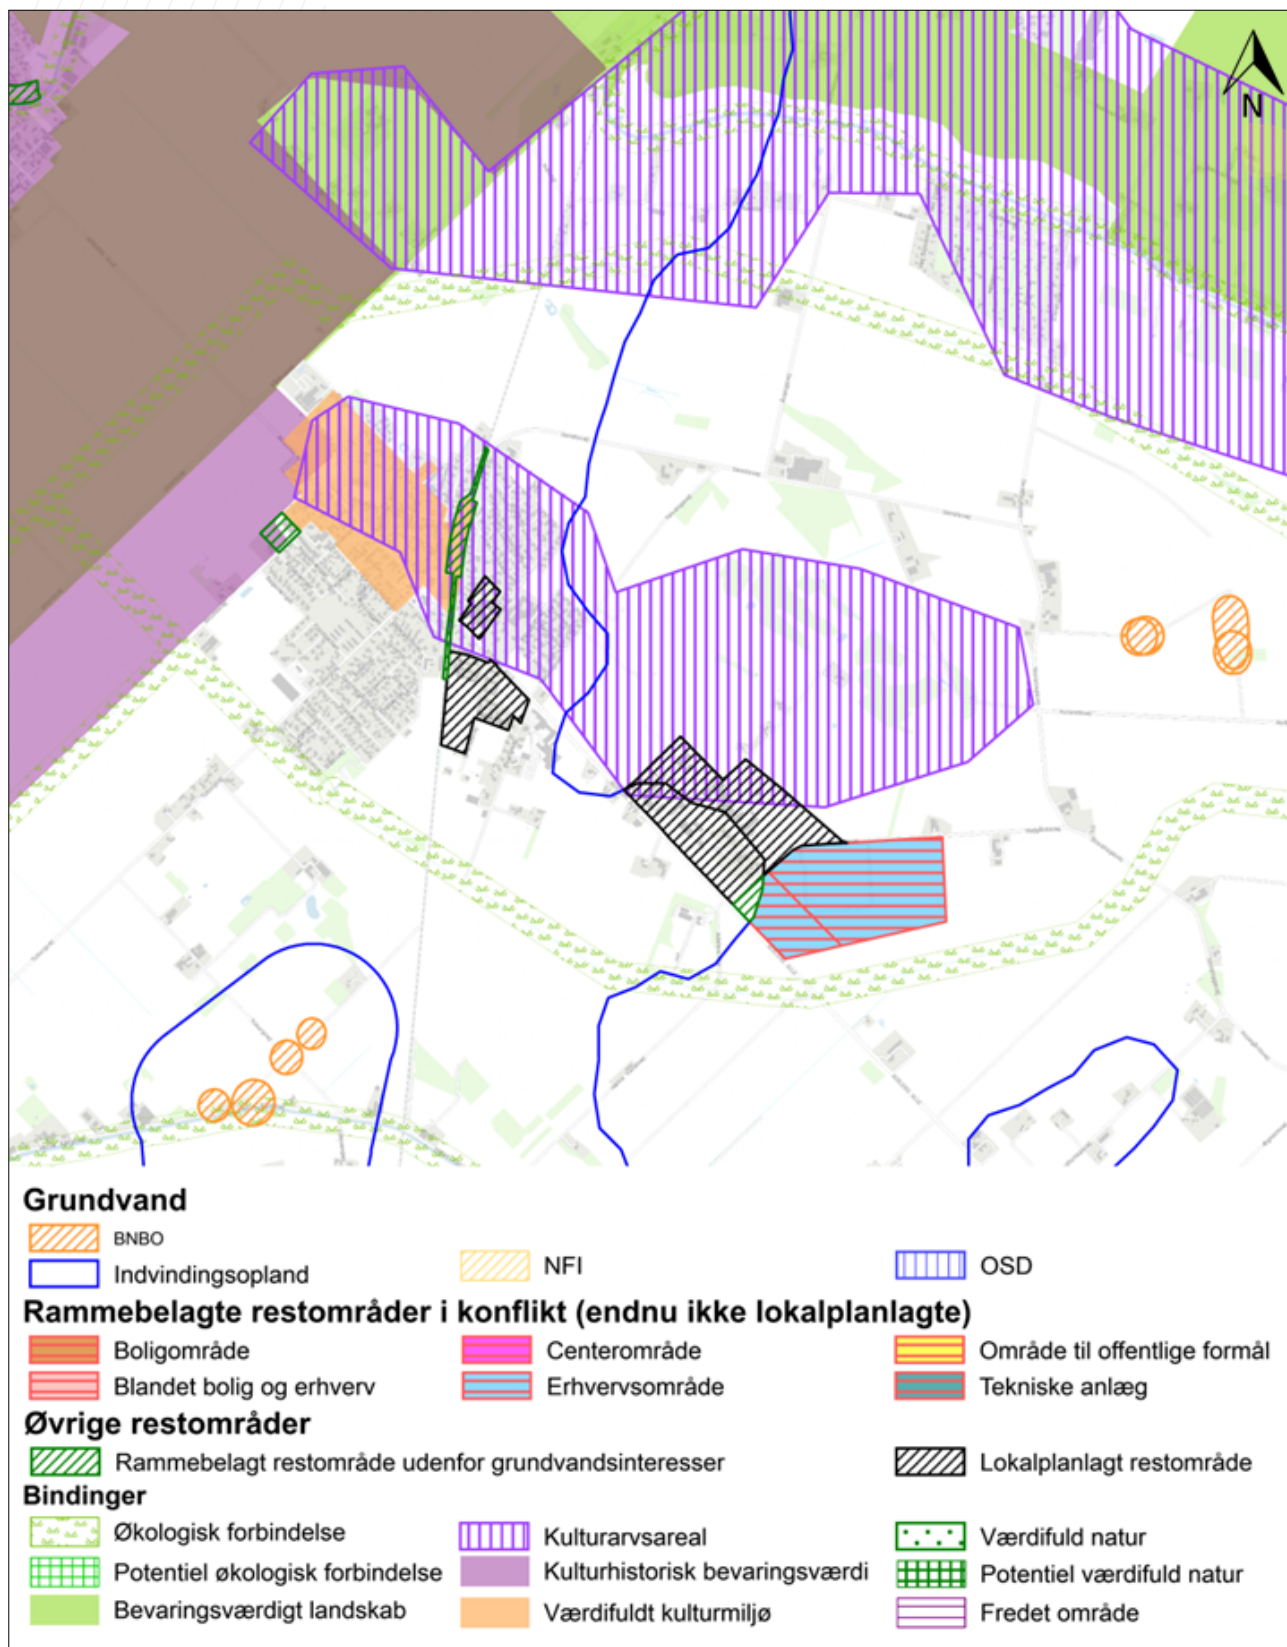 N
Grundvand
BNBO
Indvindingsopland
NFI
OSD
Rammebelagte restområder i konflikt (endnu ikke lokalplanlagte)
Boligområde
Centerområde
Område til offentlige formål
Blandet bolig og erhverv
Erhvervsområde
Tekniske anlæg
Øvrige restområder
Rammebelagt restområde udenfor grundvandsinteresser
Lokalplanlagt restområde
Bindinger
Økologisk forbindelse
Kulturarvsareal
Værdifuld natur
Potentiel økologisk forbindelse
Kulturhistorisk bevaringsværdi
Potentiel værdifuld natur
Bevaringsværdigt landskab
Værdifuldt kulturmiljø
Fredet område